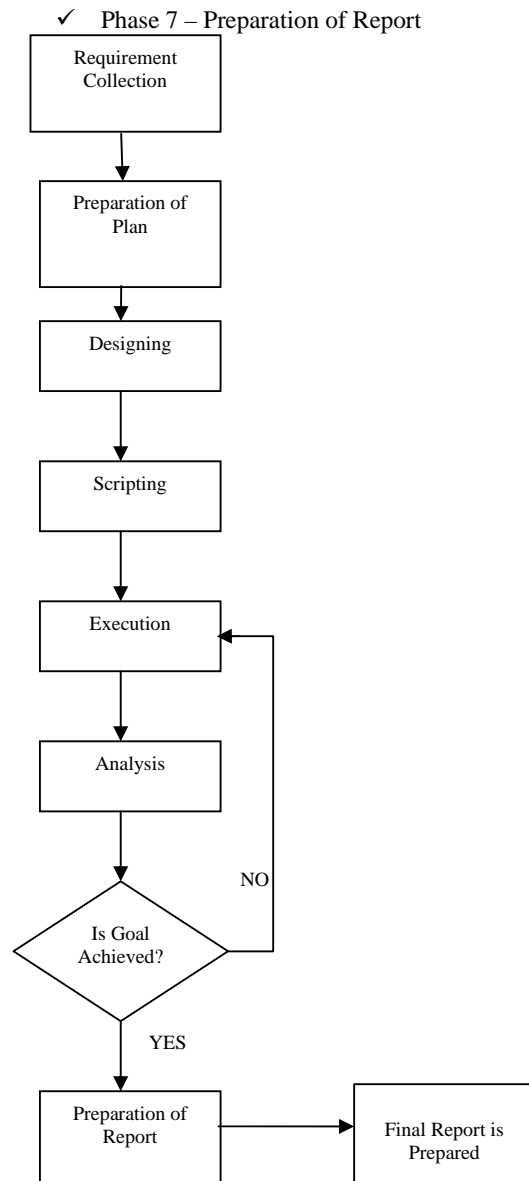 ✓ Phase 7 – Preparation of Report
Requirement
Collection
Preparation of
Plan
Designing
Scripting
Execution
Analysis
NO
Is Goal
Achieved?
YES
Preparation of
Report
Final Report is
Prepared